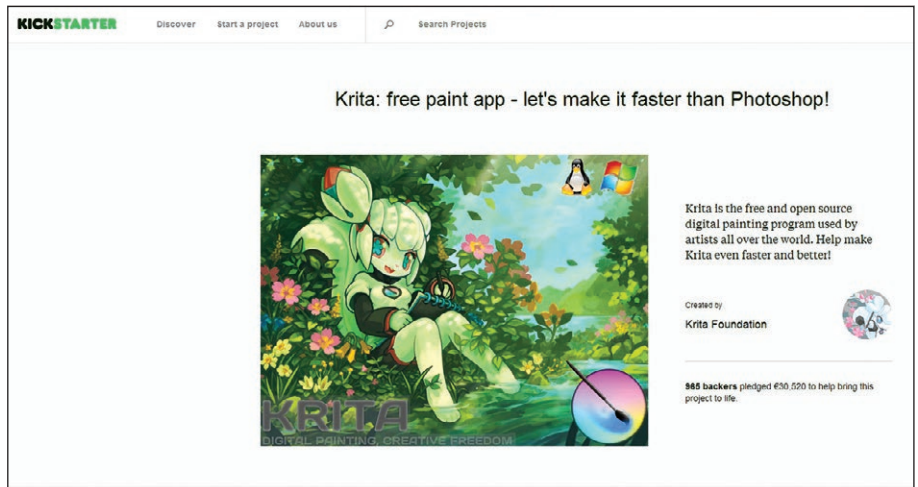 KICKSTARTER Discover Start a project About us Search Projects
Krita: free paint app - let's make it faster than Photoshop!
Krita is the free and open source
digital painting program used by
artists all over the world. Help make
Krita even faster and better!
Created by
Krita Foundation
965 backers pledged €30,520 to help bring this
project to life.
KRITA
DIGITAL PAINTING, CREATIVE FREEDOM